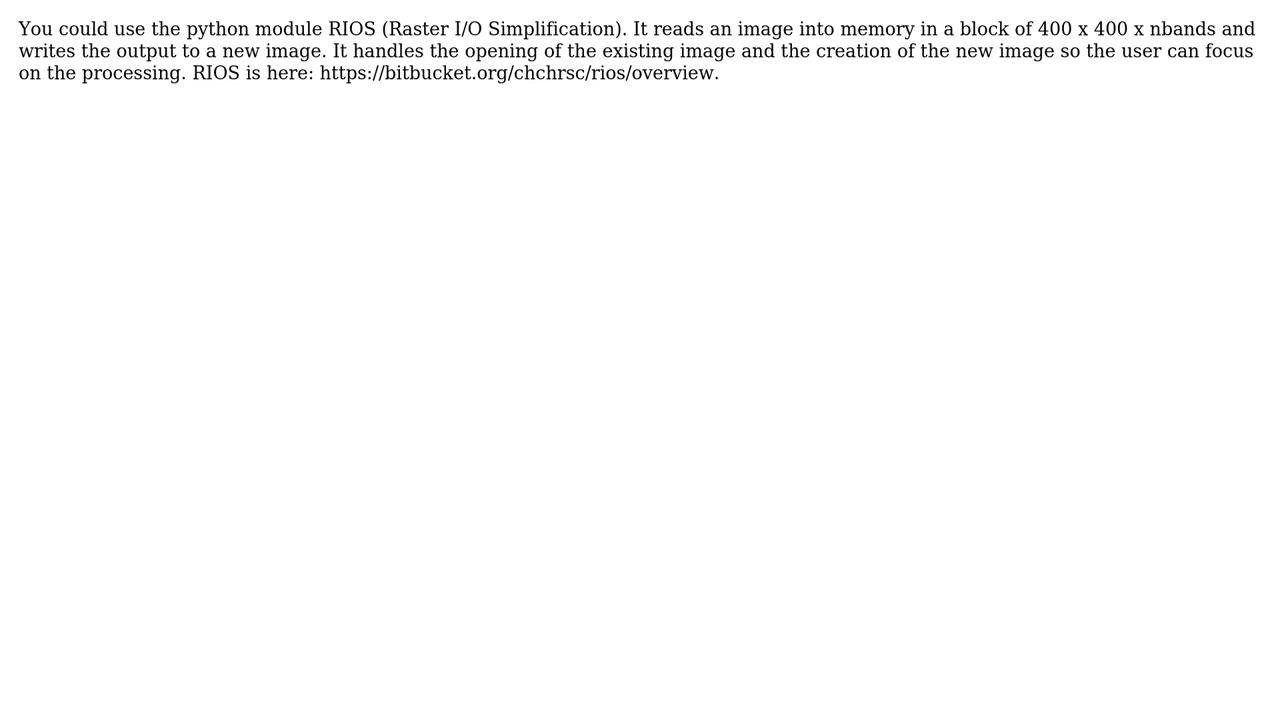 You could use the python module RIOS (Raster I/O Simplification). It reads an image into memory in a block of 400 x 400 x nbands and
writes the output to a new image. It handles the opening of the existing image and the creation of the new image so the user can focus
on the processing. RIOS is here: https://bitbucket.org/chchrsc/rios/overview.